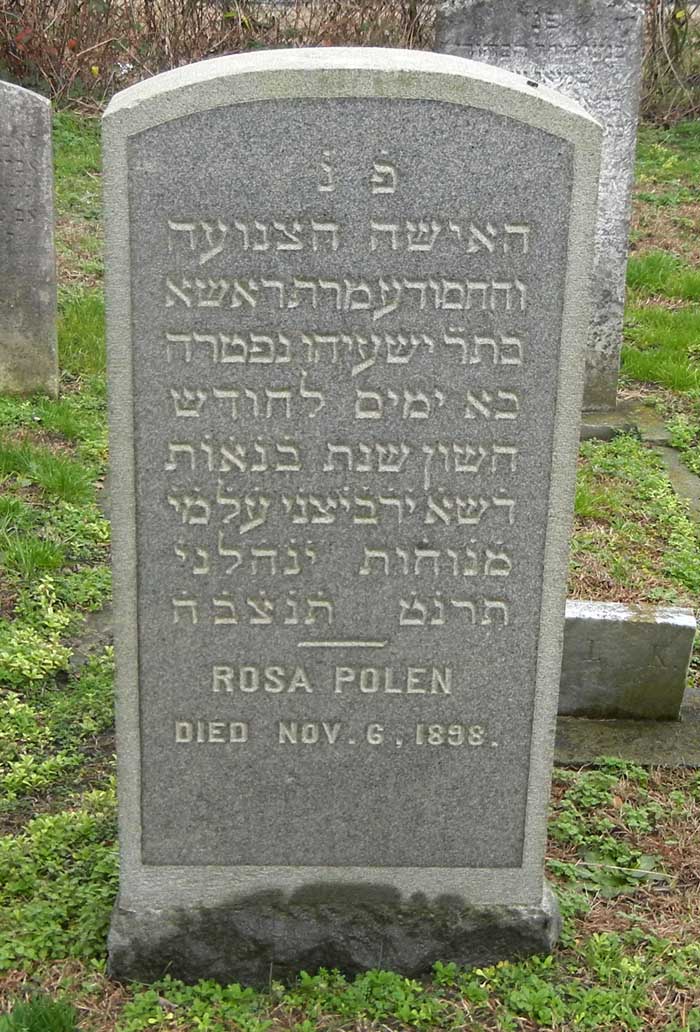 פ נ
האישה הצנועה
והחסודע מרת ראשא
בת ר ישעיהו נפטרה
כא ימים לחודש
חשון שנת בנאות
דשא ירביצני על מי
מנוחות ינהלני
תרנט תנצבה
ROSA POLEN
DIED NOV. 6, 1898.